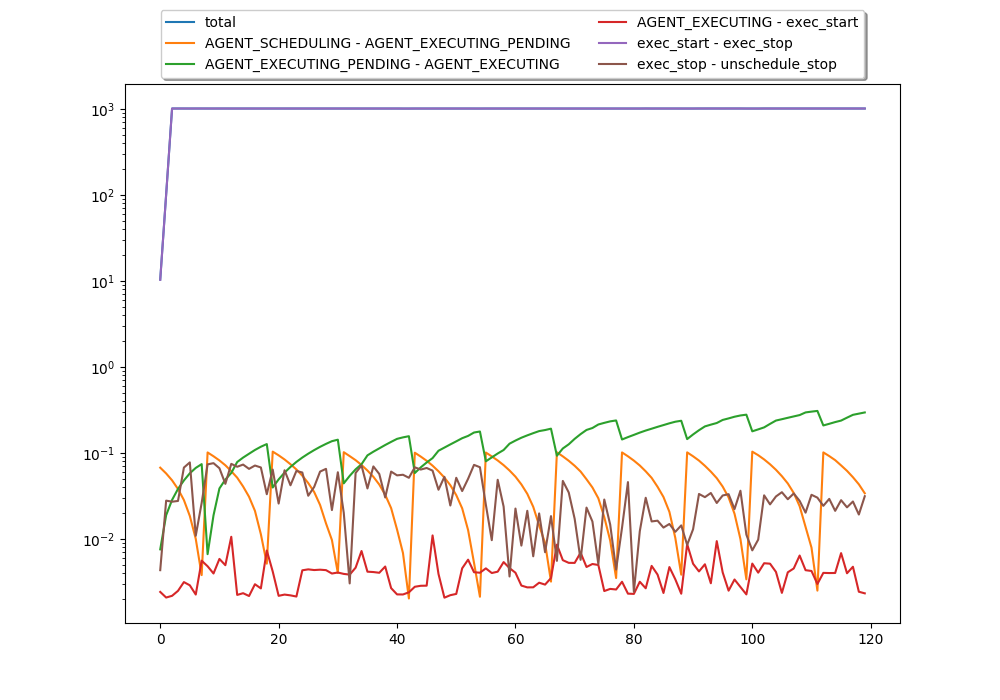 total
AGENT_SCHEDULING - AGENT_EXECUTING_PENDING
AGENT_EXECUTING_PENDING - AGENT_EXECUTING
AGENT_EXECUTING - exec_start
exec_start - exec_stop
exec_stop - unschedule_stop
10³
10²
10¹
10⁰
10⁻¹
10⁻²
0 20 40 60 80 100 120